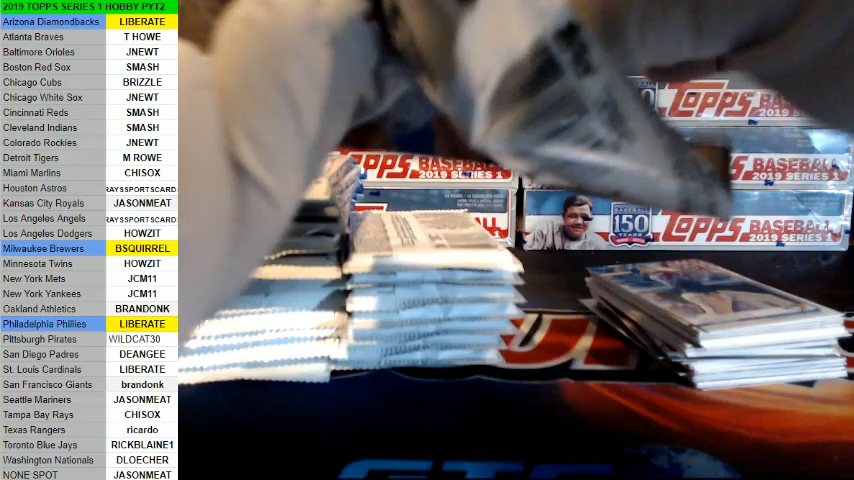 2019 TOPPS SERIES 1 HOBBY PYT2
Arizona Diamondbacks LIBERATE
Atlanta Braves T HOWE
Baltimore Orioles JNEWT
Boston Red Sox SMASH
Chicago Cubs BRIZZLE
Chicago White Sox JNEWT
Cincinnati Reds SMASH
Cleveland Indians SMASH
Colorado Rockies JNEWT
Detroit Tigers M ROWE
Miami Marlins CHISOX
Houston Astros RAYSSPORTSCARD
Kansas City Royals JASONMEAT
Los Angeles Angels RAYSSPORTSCARD
Los Angeles Dodgers HOWZIT
Milwaukee Brewers BSQUIRREL
Minnesota Twins HOWZIT
New York Mets JCM11
New York Yankees JCM11
Oakland Athletics BRANDONK
Philadelphia Phillies LIBERATE
Pittsburgh Pirates WILDCAT30
San Diego Padres DEANGEE
St. Louis Cardinals LIBERATE
San Francisco Giants brandonk
Seattle Mariners JASONMEAT
Tampa Bay Rays CHISOX
Texas Rangers ricardo
Toronto Blue Jays RICKBLAINE1
Washington Nationals DLOECHER
NONE SPOT JASONMEAT
TOPPS BASE
2019 SERIES 1
TOPPS BASEBALL
2019 SERIES 1
BASEBALL
2019 SERIES 1
BASEBALL
150
YEARS
TOPPS BASEBALL
2019 SERIES 1